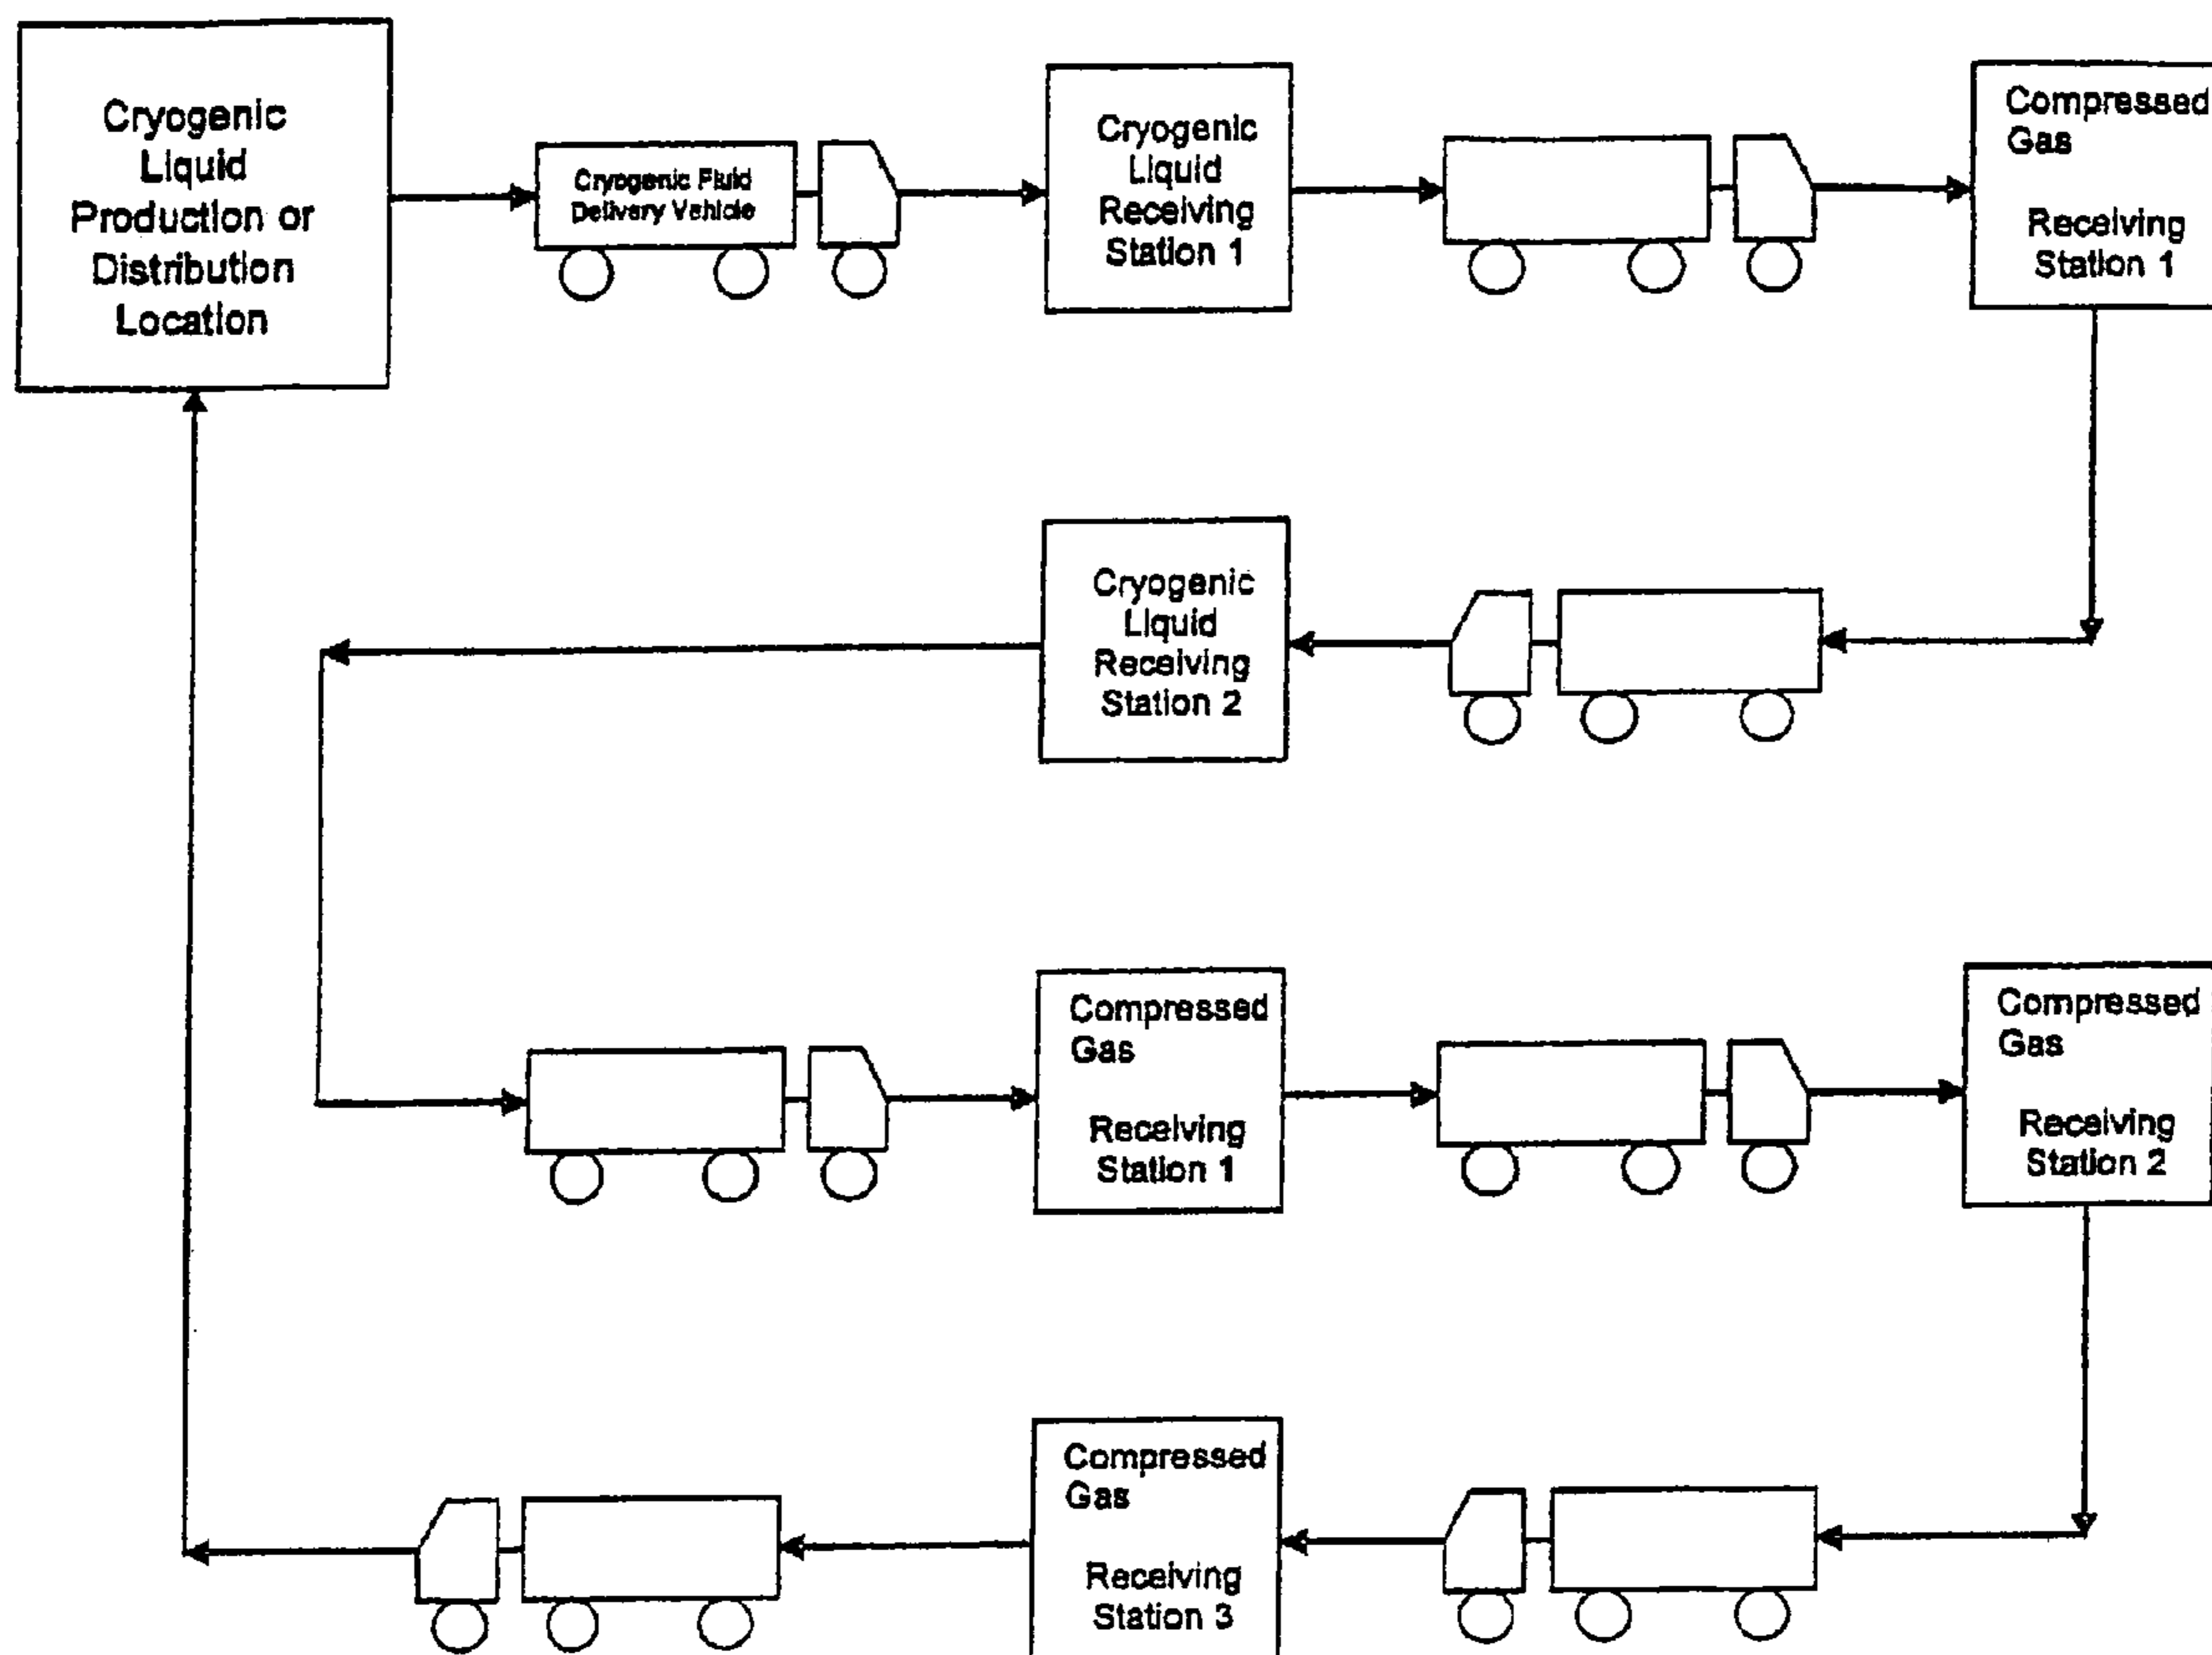 Cryogenic
Liquid
Production or
Distribution
Location
Cryogenic Fluid
Delivery Vehicle
Cryogenic
Liquid
Receiving
Station 1
Compressed
Gas
Receiving
Station 1
Cryogenic
Liquid
Receiving
Station 2
Compressed
Gas
Receiving
Station 1
Compressed
Gas
Receiving
Station 2
Compressed
Gas
Receiving
Station 3